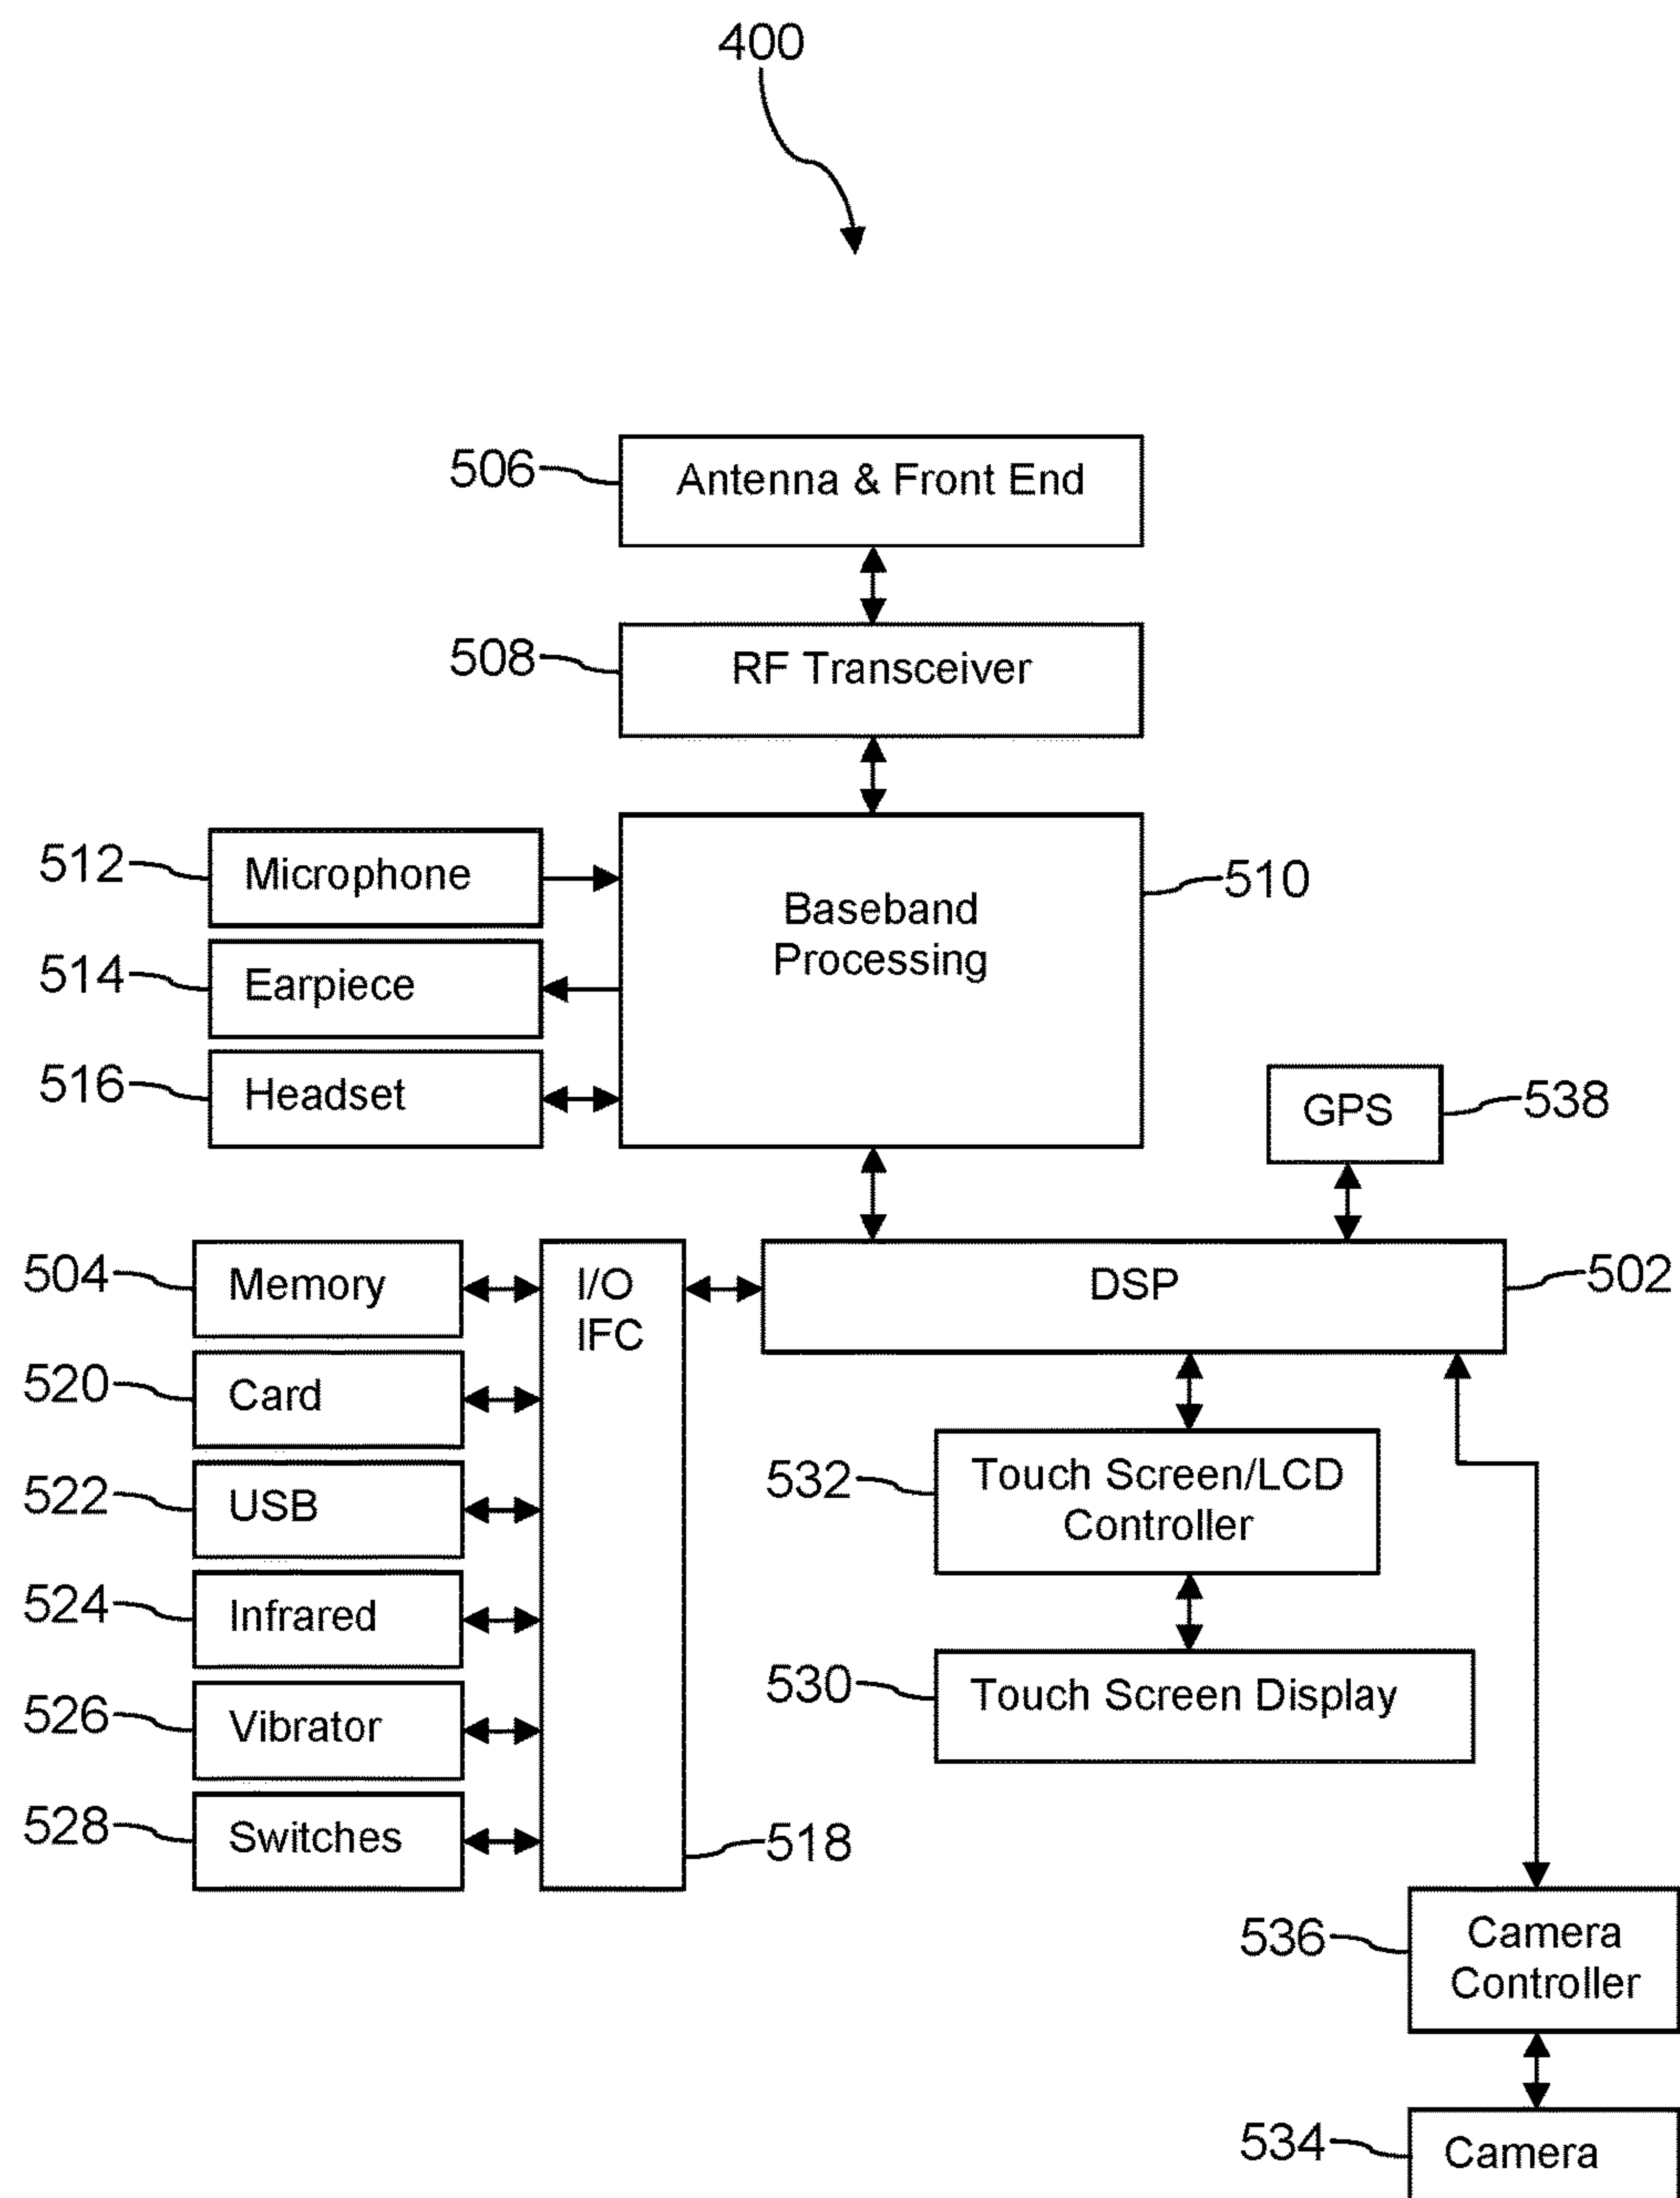 400
506
Antenna & Front End
508
RF Transceiver
512
Microphone
510
Baseband
Processing
514
Earpiece
516
Headset
GPS
538
504
Memory
I/O
IFC
DSP
502
520
Card
522
USB
532
Touch Screen/LCD
Controller
524
Infrared
526
Vibrator
530
Touch Screen Display
528
Switches
518
536
Camera
Controller
534
Camera